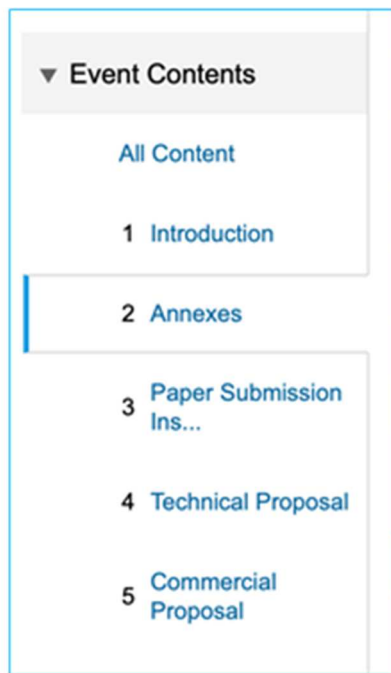 Event Contents
All Content
1 Introduction
2 Annexes
3 Paper Submission
Ins...
4 Technical Proposal
5 Commercial
Proposal